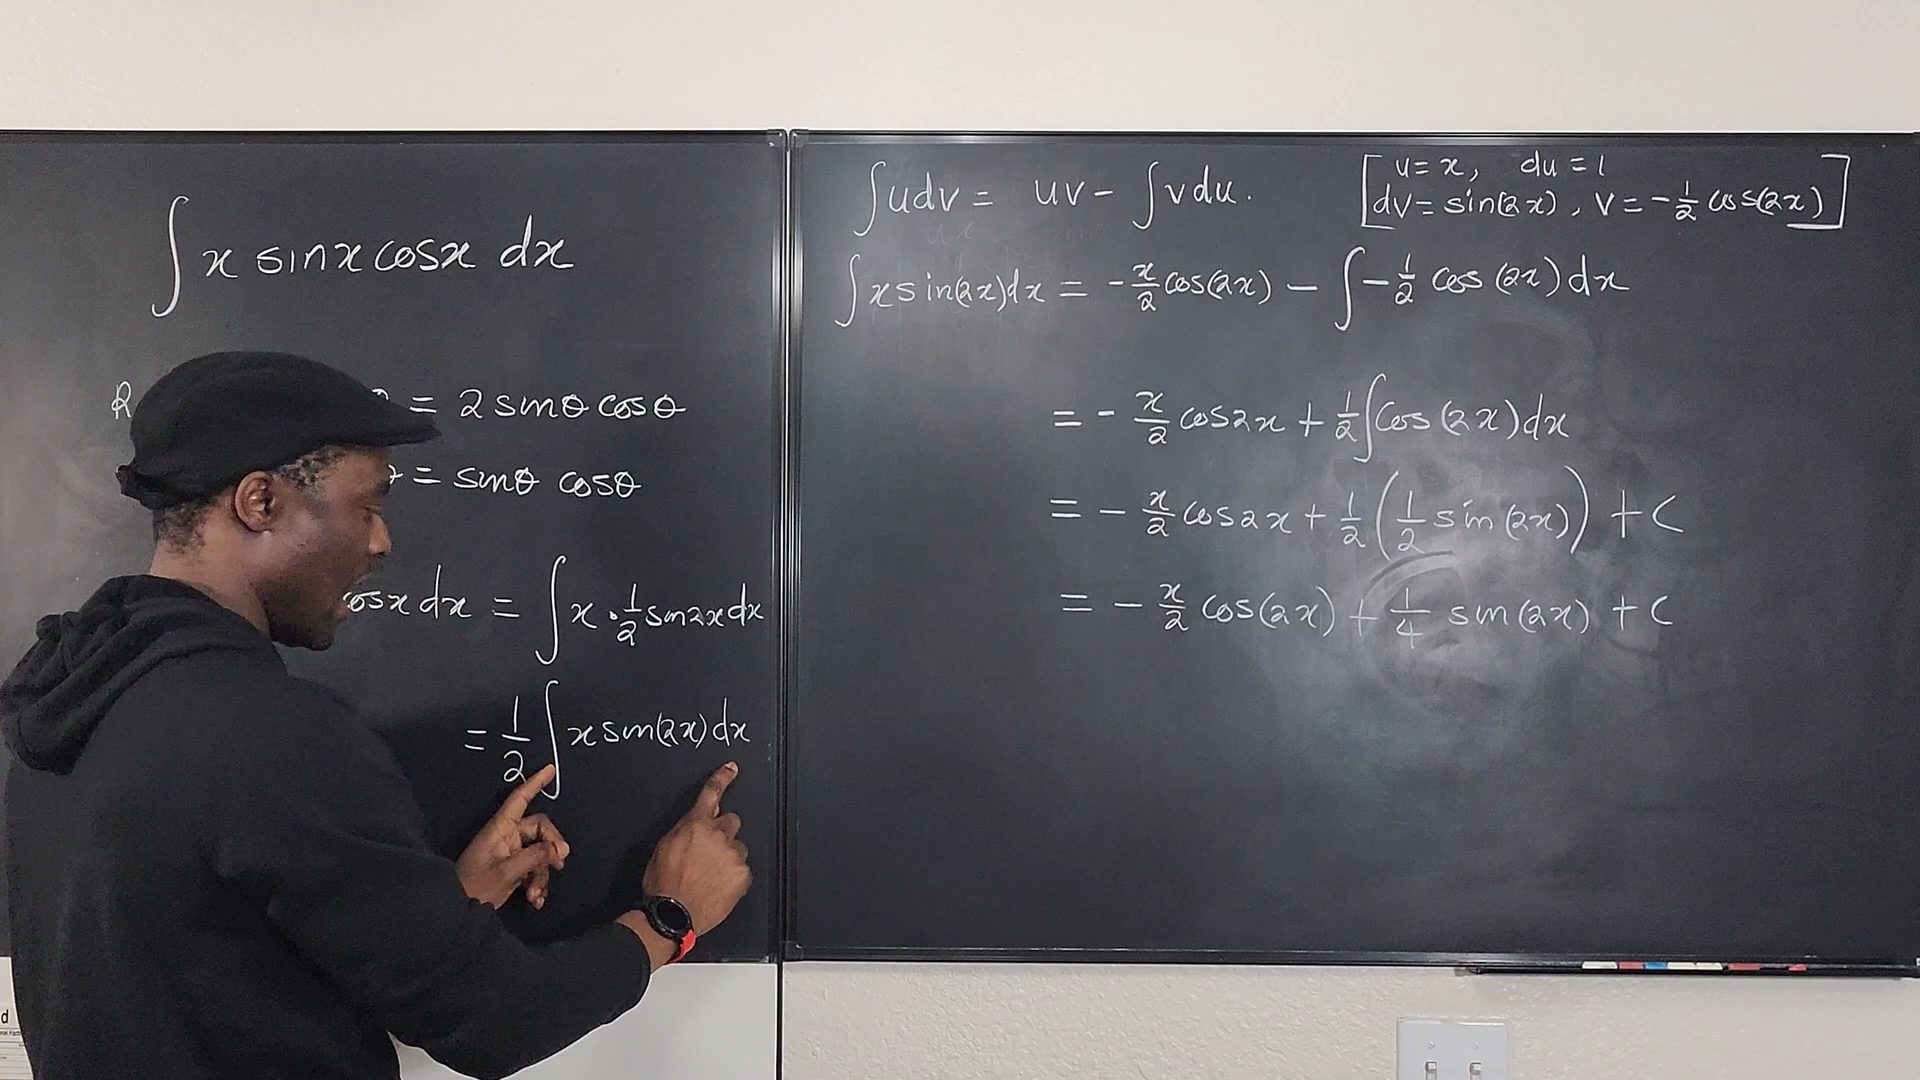 ∫ x sinx cosx dx
R = 2 sinθ cosθ
= sinθ cosθ
cosx dx = ∫ x · 1/2 sin2x dx
= 1/2 ∫ x sin(2x) dx
∫ u dv = uv - ∫ v du.
[u = x, du = 1
dv = sin(2x), v = -1/2 cos(2x)]
∫ x sin(2x) dx = -x/2 cos(2x) - ∫ -1/2 cos(2x) dx
= - x/2 cos2x + 1/2 ∫ cos(2x) dx
= - x/2 cos2x + 1/2 (1/2 sin(2x)) + C
= - x/2 cos(2x) + 1/4 sin(2x) + C